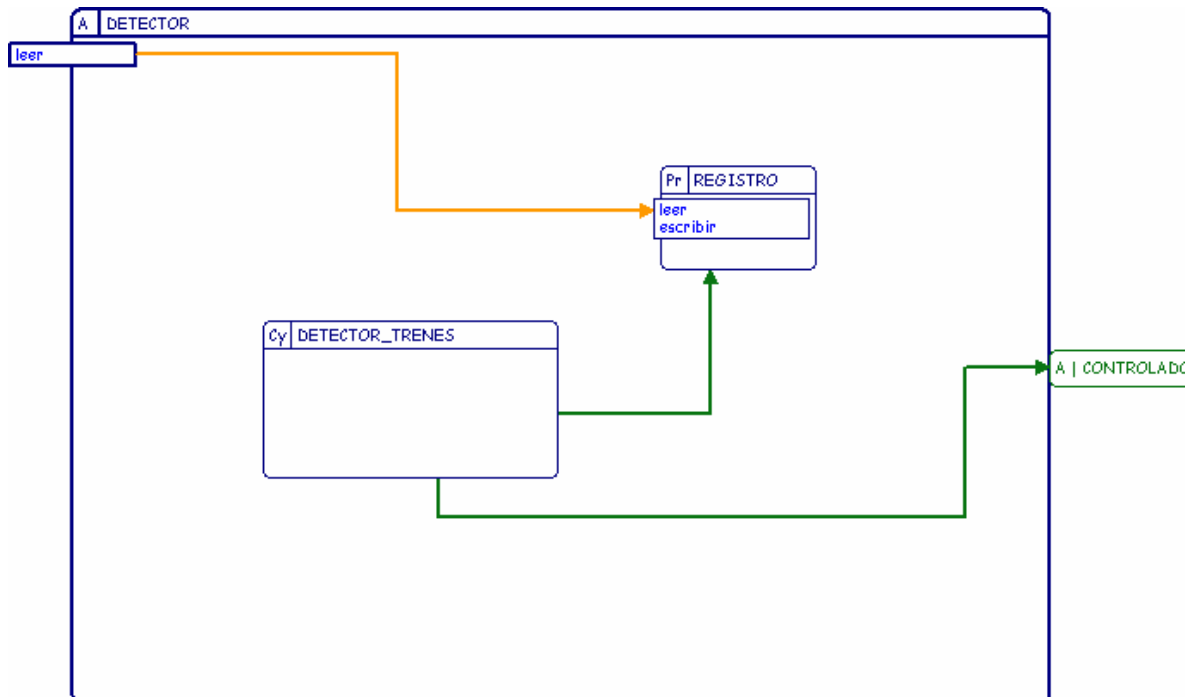 A DETECTOR
leer
Pr REGISTRO
leer
escribir
Cy DETECTOR_TRENES
A | CONTROLADO